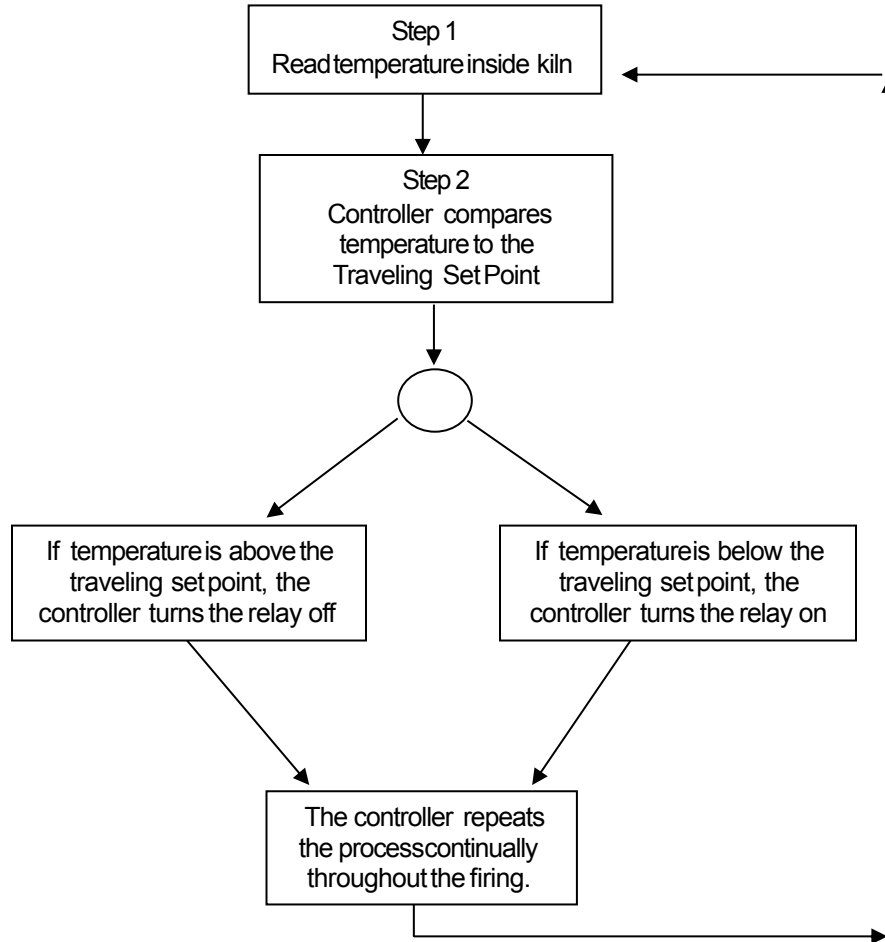 Step 1
Read temperature inside kiln
Step 2
Controller compares
temperature to the
Traveling Set Point
If temperature is above the
traveling set point, the
controller turns the relay off
If temperature is below the
traveling set point, the
controller turns the relay on
The controller repeats
the process continually
throughout the firing.